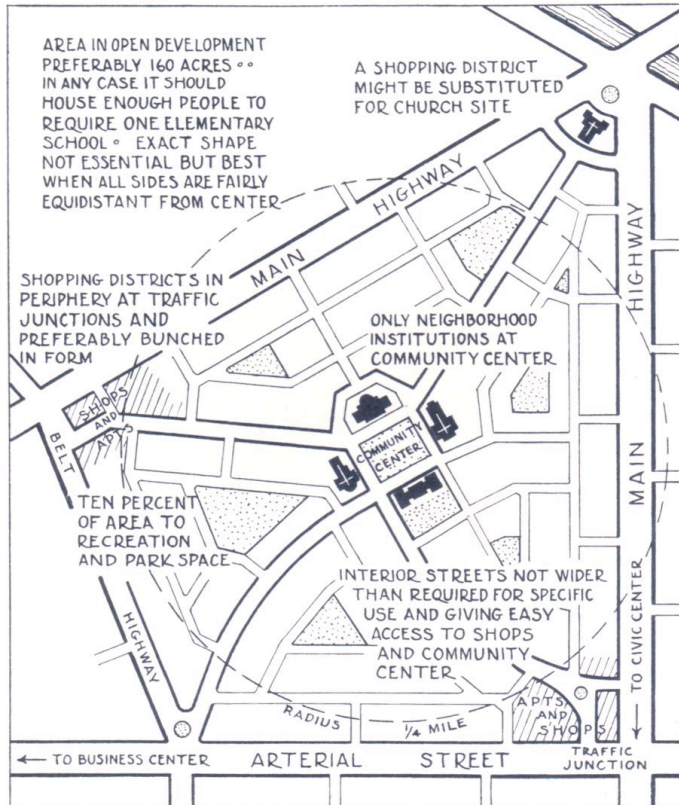 AREA IN OPEN DEVELOPMENT
PREFERABLY 160 ACRES ••
IN ANY CASE IT SHOULD
HOUSE ENOUGH PEOPLE TO
REQUIRE ONE ELEMENTARY
SCHOOL • EXACT SHAPE
NOT ESSENTIAL BUT BEST
WHEN ALL SIDES ARE FAIRLY
EQUIDISTANT FROM CENTER
A SHOPPING DISTRICT
MIGHT BE SUBSTITUTED
FOR CHURCH SITE
MAIN HIGHWAY
HIGHWAY
MAIN
SHOPPING DISTRICTS IN
PERIPHERY AT TRAFFIC
JUNCTIONS AND
PREFERABLY BUNCHED
IN FORM
ONLY NEIGHBORHOOD
INSTITUTIONS AT
COMMUNITY CENTER
SHOPS
AND
APTS
BELT
HIGHWAY
COMMUNITY
CENTER
TEN PERCENT
OF AREA TO
RECREATION
AND PARK SPACE
INTERIOR STREETS NOT WIDER
THAN REQUIRED FOR SPECIFIC
USE AND GIVING EASY
ACCESS TO SHOPS
AND COMMUNITY
CENTER
→ TO CIVIC CENTER
APTS
AND
SHOPS
RADIUS 1/4 MILE
← TO BUSINESS CENTER
ARTERIAL STREET
TRAFFIC
JUNCTION